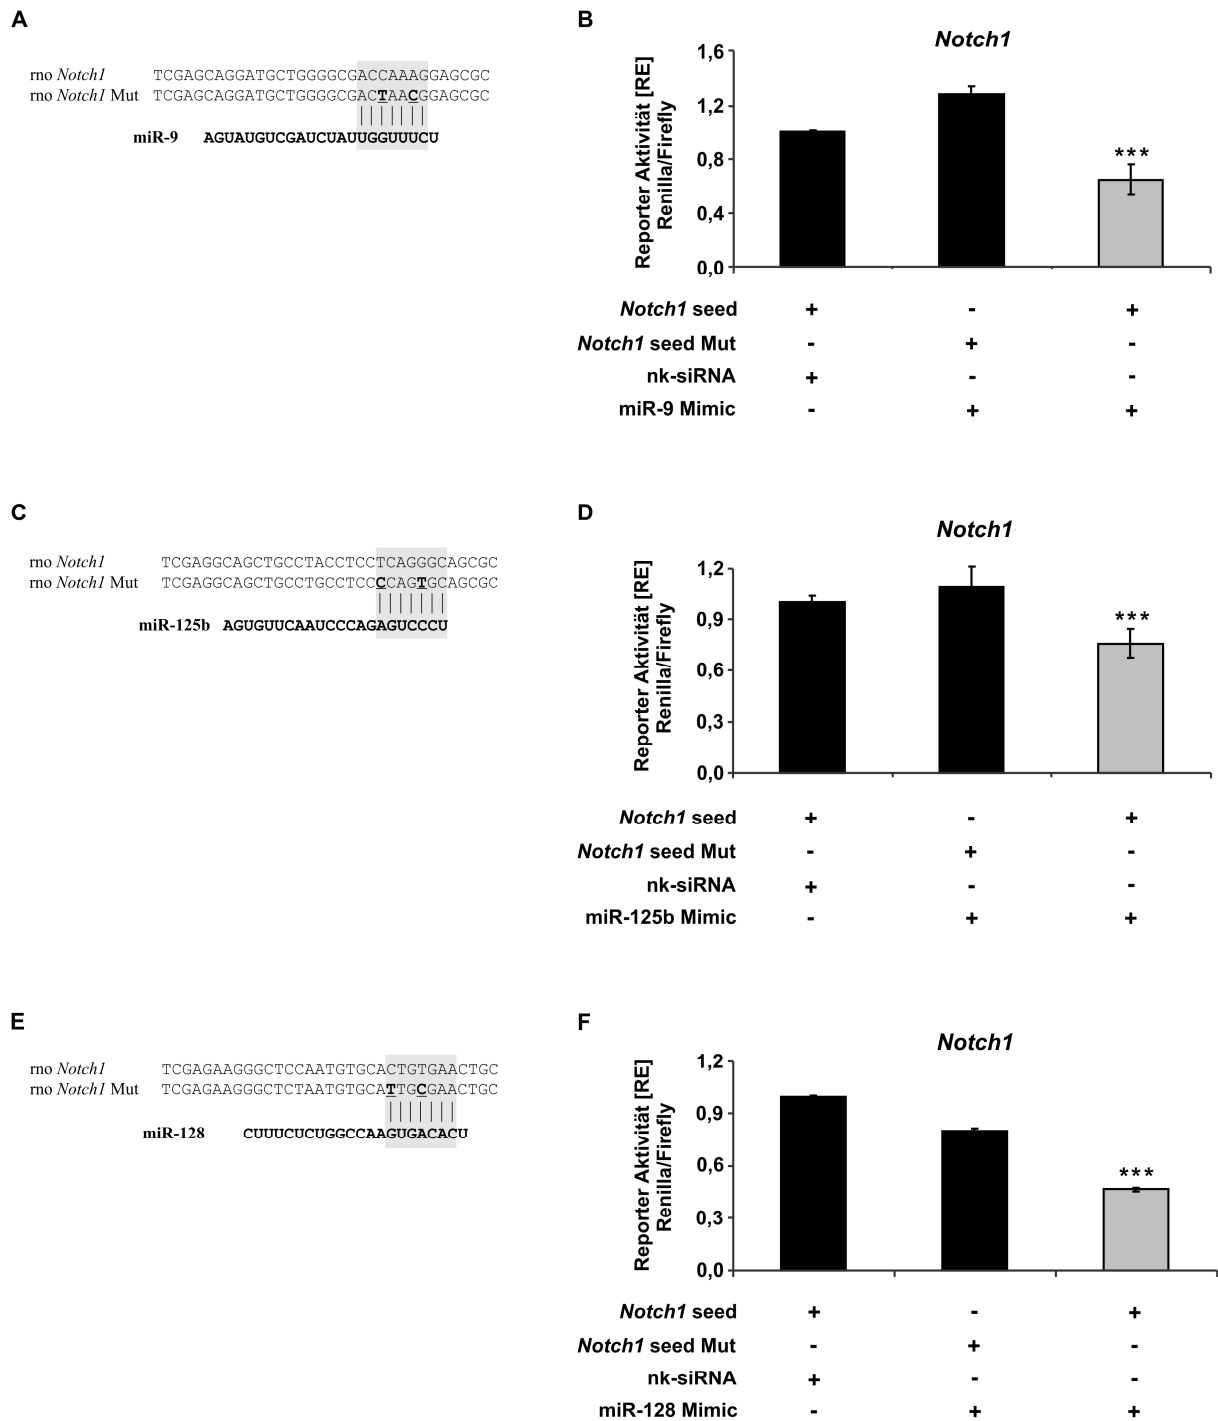 A
rno Notch1 TCGAGCAGGATGCTGGGGCGACCAAAGGAGCGC
rno Notch1 Mut TCGAGCAGGATGCTGGGGCGACTAACGGAGCGC
miR-9 AGUAUGUCGAUCUAUUGGUUUCU
B
Notch1
Reporter Aktivität [RE]
Renilla/Firefly
1,6
1,2
0,8
0,4
0,0
***
Notch1 seed + - +
Notch1 seed Mut - + -
nk-siRNA + - -
miR-9 Mimic - + +
C
rno Notch1 TCGAGGCAGCTGCCTACCTCCTCAGGGCAGCGC
rno Notch1 Mut TCGAGGCAGCTGCCTGCCTCCCCAGTGCAGCGC
miR-125b AGUGUUCAAUCCCAGAGUCCCU
D
Notch1
Reporter Aktivität [RE]
Renilla/Firefly
1,2
0,9
0,6
0,3
0,0
***
Notch1 seed + - +
Notch1 seed Mut - + -
nk-siRNA + - -
miR-125b Mimic - + +
E
rno Notch1 TCGAGAAGGGCTCCAATGTGCACTGTGAACTGC
rno Notch1 Mut TCGAGAAGGGCTCTAATGTGCATTGCGAACTGC
miR-128 CUUUCUCUGGCCAAGUGACACU
F
Notch1
Reporter Aktivität [RE]
Renilla/Firefly
1,2
0,9
0,6
0,3
0,0
***
Notch1 seed + - +
Notch1 seed Mut - + -
nk-siRNA + - -
miR-128 Mimic - + +